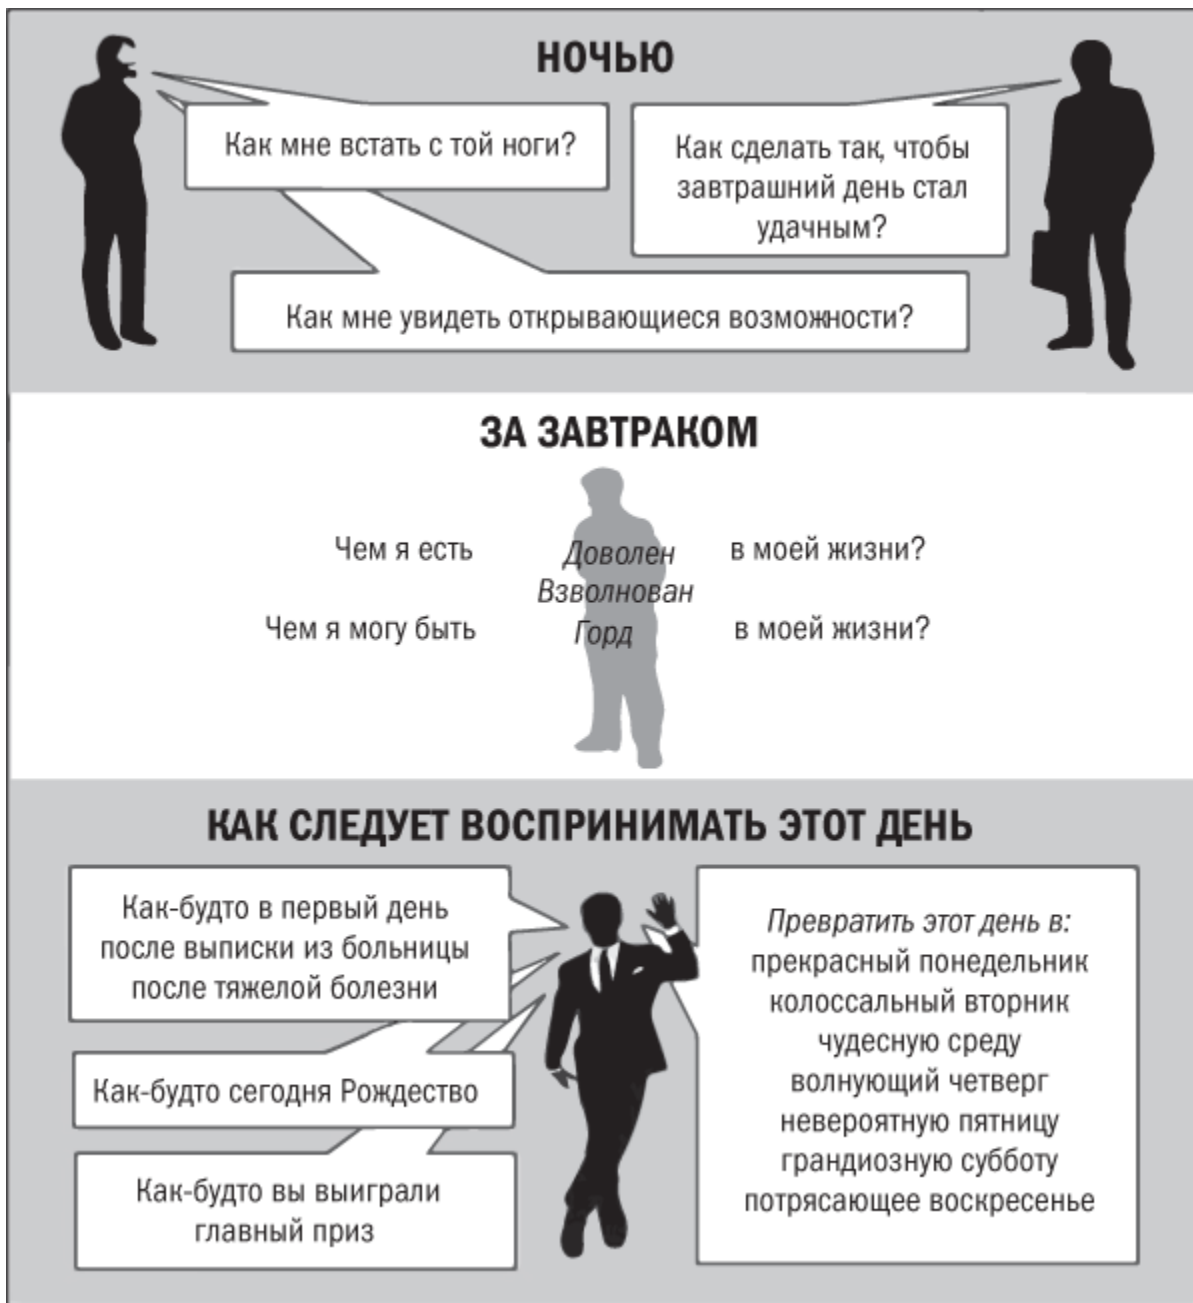 НОЧЬЮ
Как мне встать с той ноги?
Как сделать так, чтобы
завтрашний день стал
удачным?
Как мне увидеть открывающиеся возможности?
ЗА ЗАВТРАКОМ
Чем я есть Доволен в моей жизни?
Взволнован
Чем я могу быть Горд в моей жизни?
КАК СЛЕДУЕТ ВОСПРИНИМАТЬ ЭТОТ ДЕНЬ
Как-будто в первый день
после выписки из больницы
после тяжелой болезни
Как-будто сегодня Рождество
Как-будто вы выиграли
главный приз
Превратить этот день в:
прекрасный понедельник
колоссальный вторник
чудесную среду
волнующий четверг
невероятную пятницу
грандиозную субботу
потрясающее воскресенье